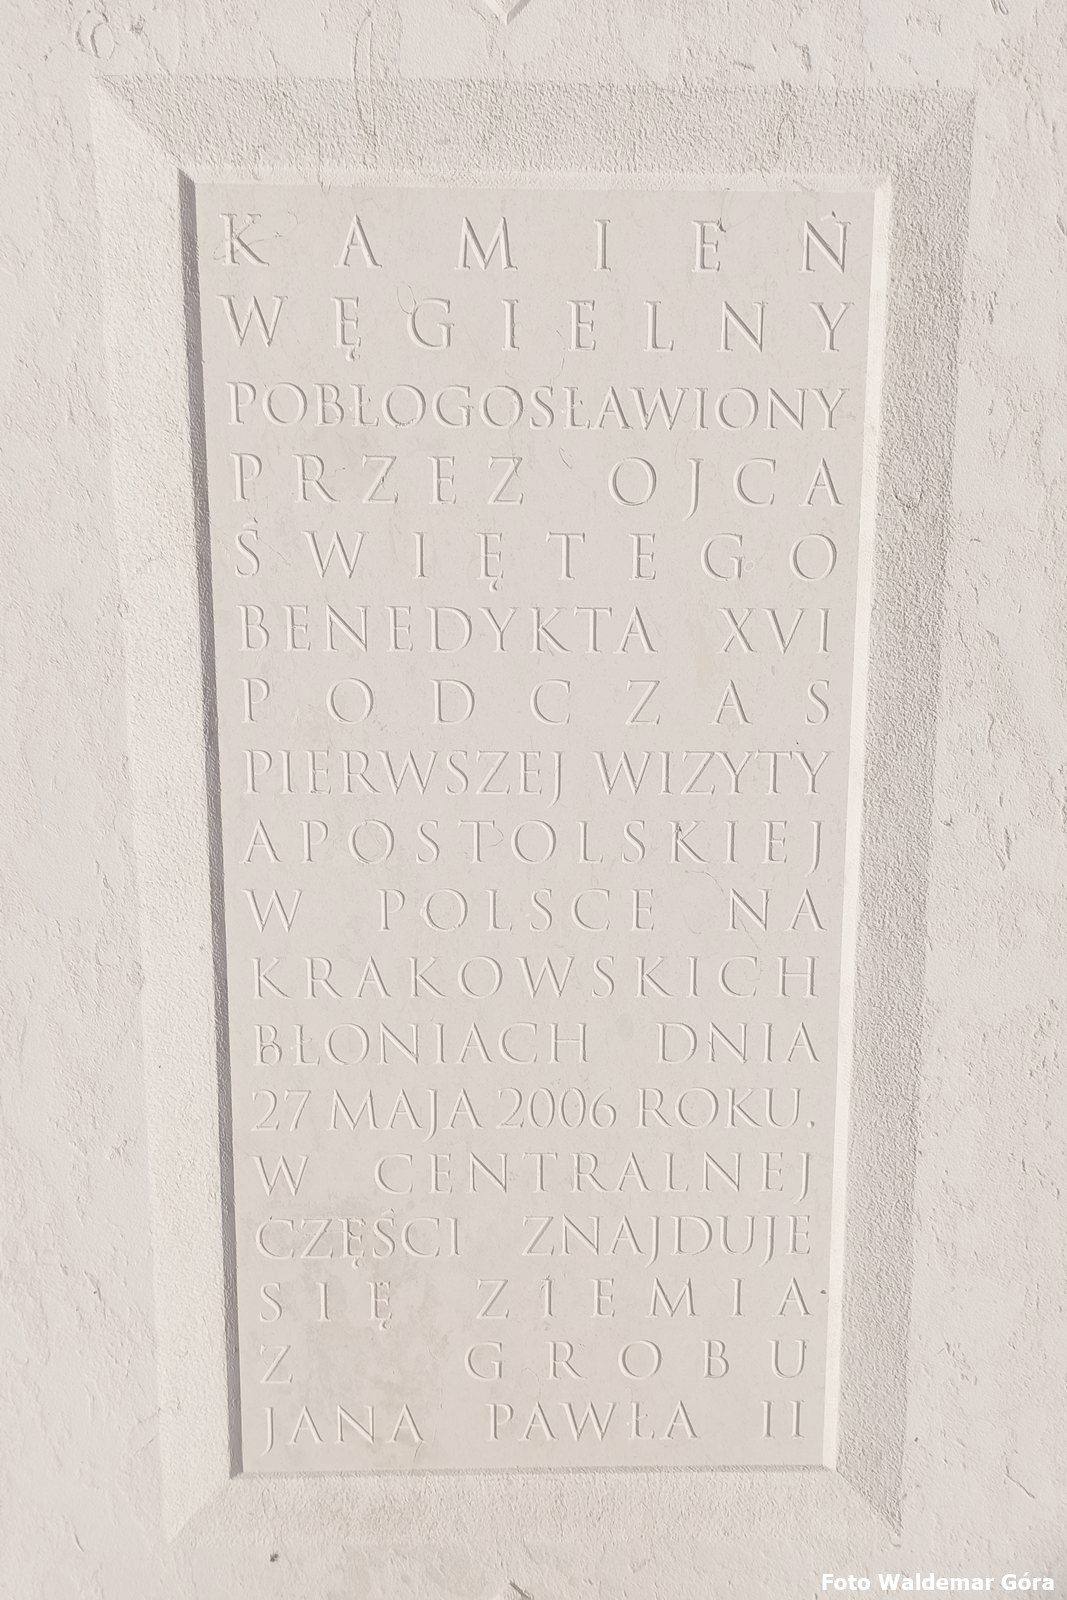 KAMIEŃ
WĘGIELNY
POBŁOGOSŁAWIONY
PRZEZ OJCA
ŚWIĘTEGO
BENEDYKTA XVI
PODCZAS
PIERWSZEJ WIZYTY
APOSTOLSKIEJ
W POLSCE NA
KRAKOWSKICH
BŁONIACH DNIA
27 MAJA 2006 ROKU.
W CENTRALNEJ
CZĘŚCI ZNAJDUJE
SIĘ ZIEMIA
Z GROBU
JANA PAWŁA II
Foto Waldemar Góra